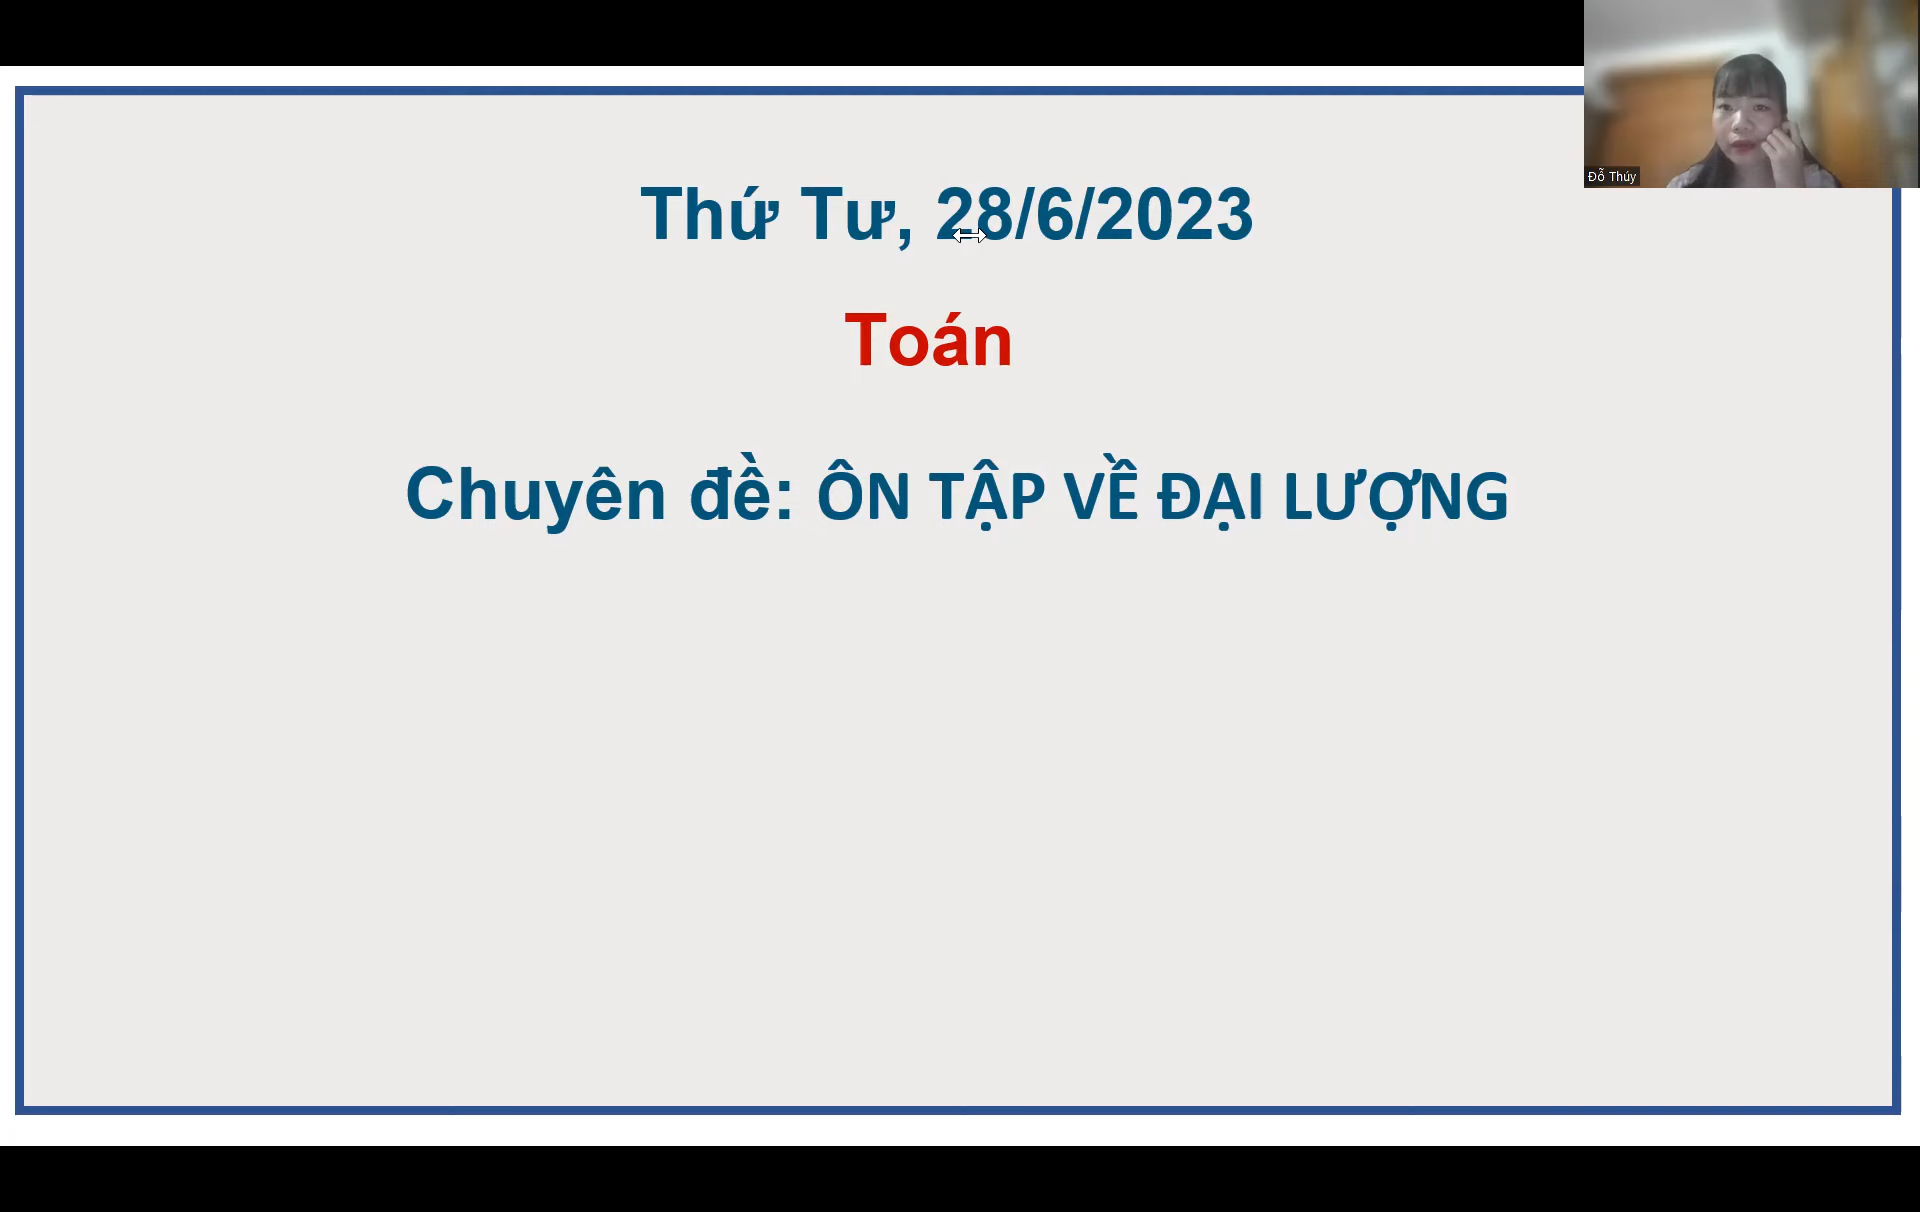 Đỗ Thúy
Thứ Tư, 28/6/2023
Toán
Chuyên đề: ÔN TẬP VỀ ĐẠI LƯỢNG